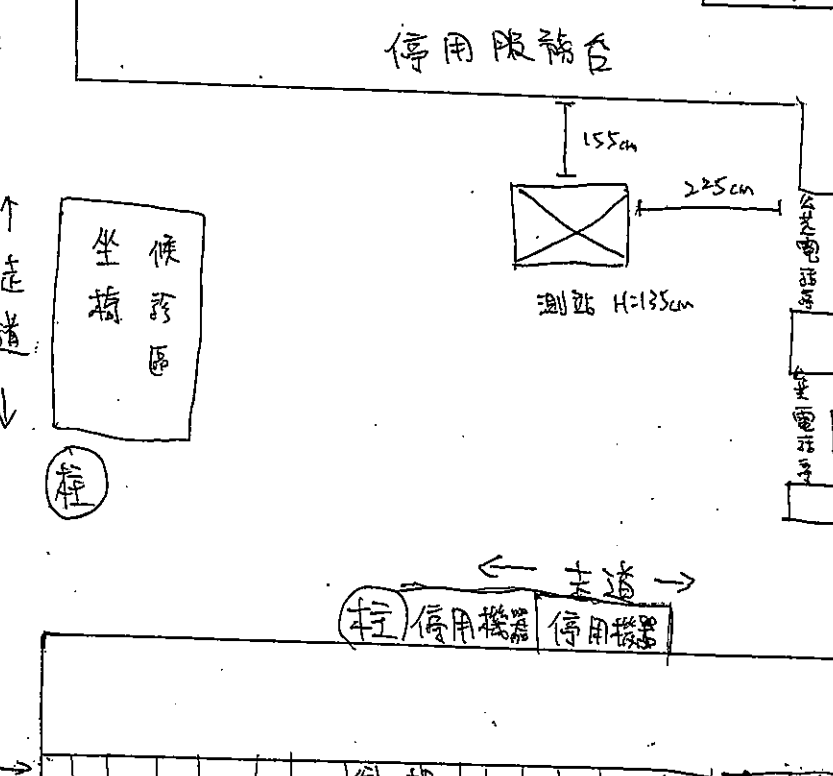 停用服務台
155cm
225cm
公共電話亭
測站 H=135cm
候診區
坐椅
↑走道↓
公共電話亭
柱
← 走道 →
柱
停用機器
停用機器